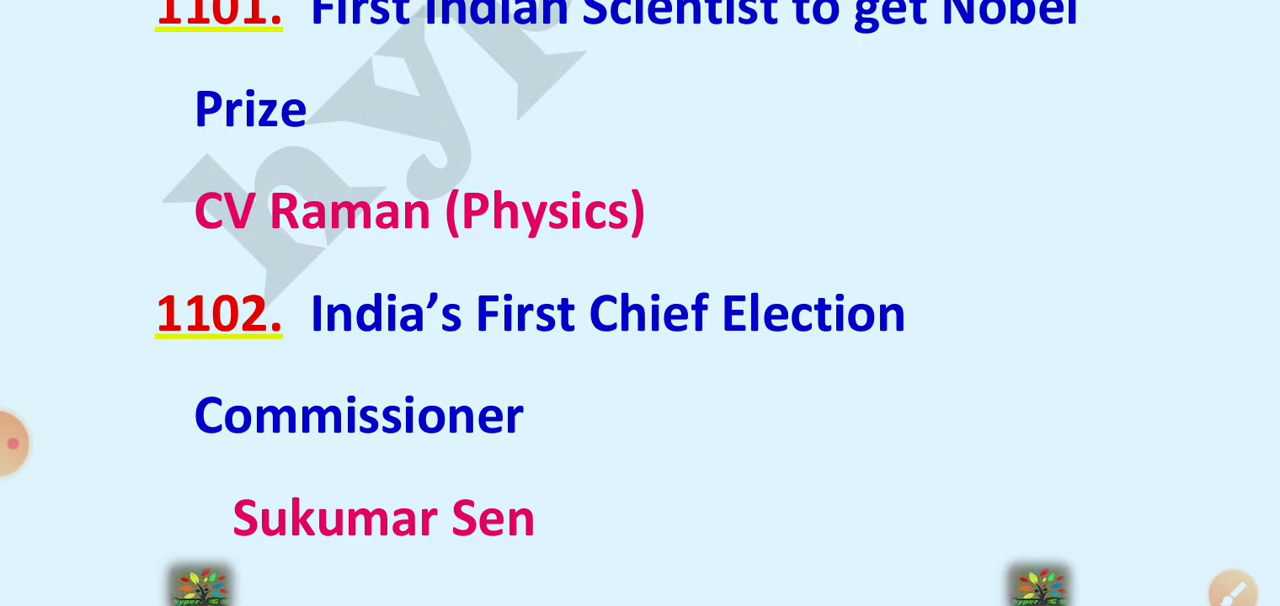 1101. First Indian Scientist to get Nobel
Prize
CV Raman (Physics)
1102. India’s First Chief Election
Commissioner
Sukumar Sen
hyp